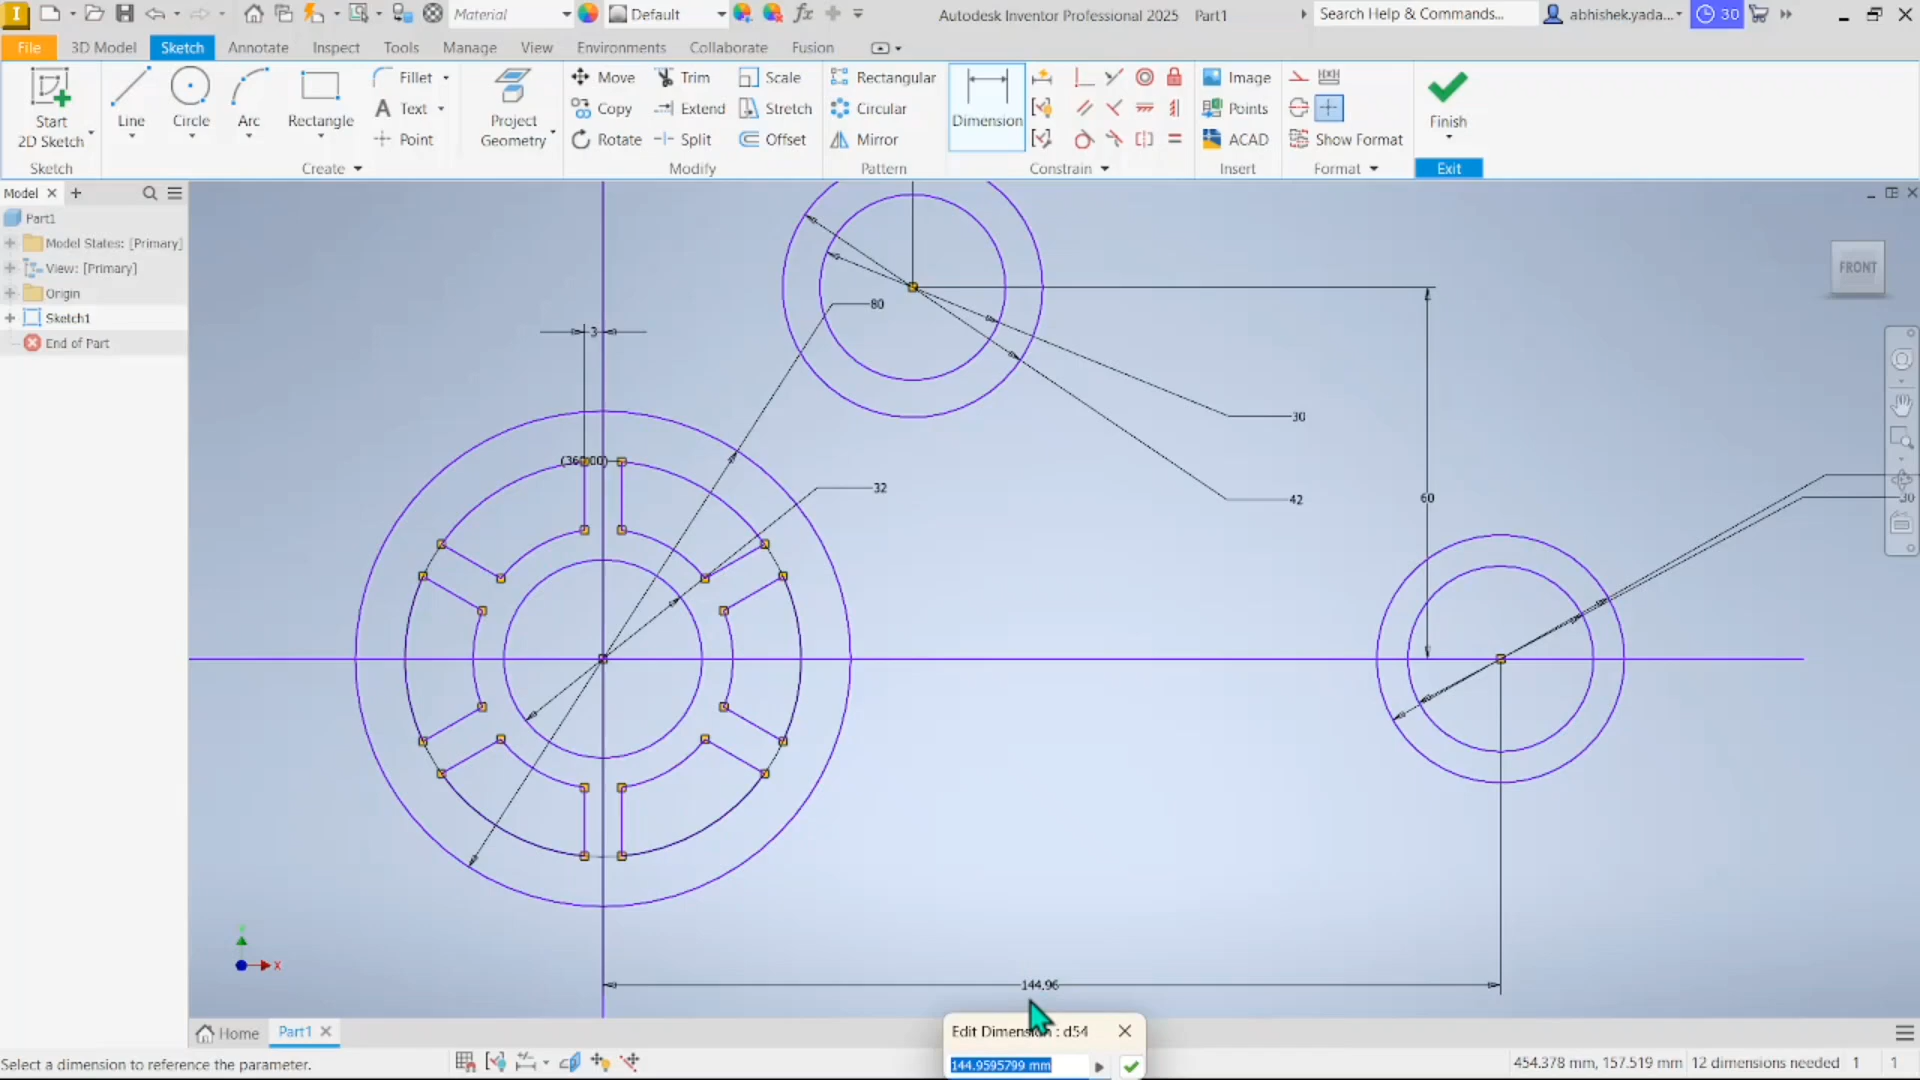 I Material Default fx Autodesk Inventor Professional 2025 Part1 Search Help & Commands... abhishek.yada... 30
File 3D Model Sketch Annotate Inspect Tools Manage View Environments Collaborate Fusion
Start 2D Sketch
Line
Circle
Arc
Rectangle
Fillet
Text
Point
Project Geometry
Move
Copy
Rotate
Trim
Extend
Split
Scale
Stretch
Offset
Rectangular
Circular
Mirror
Dimension
Image
Points
ACAD
Show Format
Finish
Sketch Create Modify Pattern Constrain Insert Format Exit
Model
Part1
Model States: [Primary]
View: [Primary]
Origin
Sketch1
End of Part
FRONT
80
3
30
(360.00)
32
42
60
30
144.96
X
Home Part1
Edit Dimension : d54
144.9595799 mm
Select a dimension to reference the parameter.
454.378 mm, 157.519 mm 12 dimensions needed 1 1